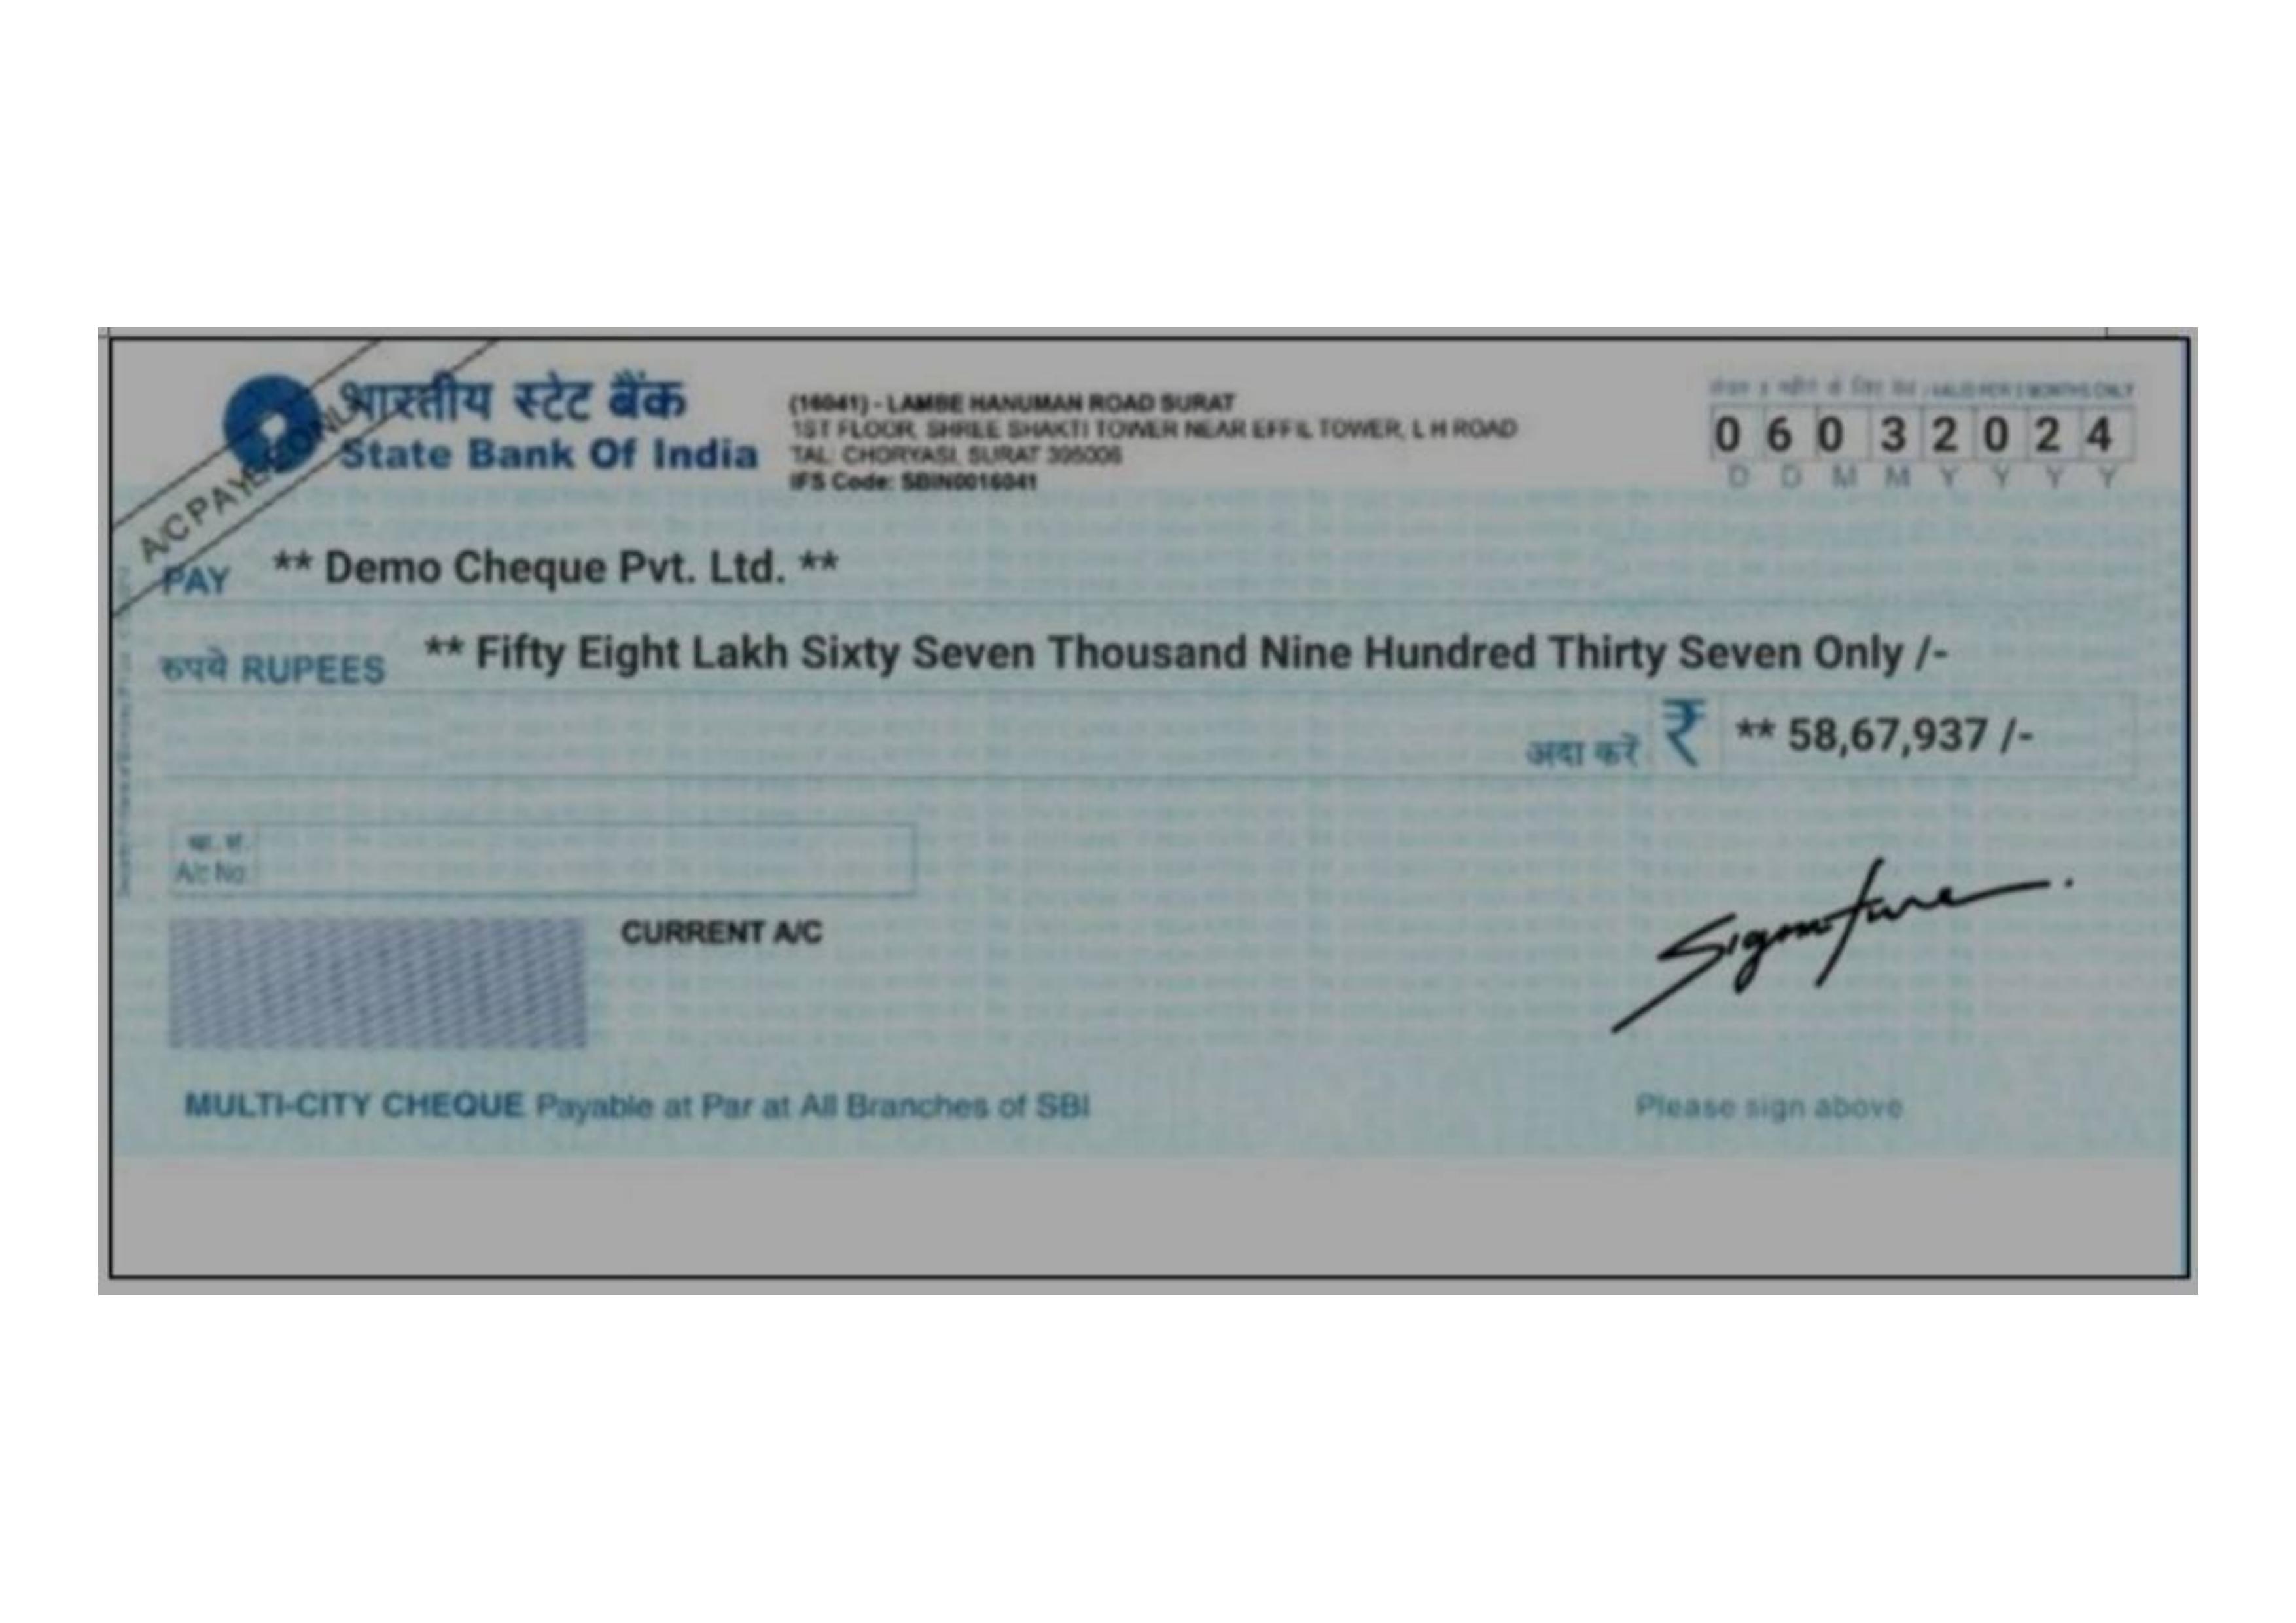 A/C PAYEE ONLY
भारतीय स्टेट बैंक
State Bank Of India
(16041) - LAMBE HANUMAN ROAD SURAT
1ST FLOOR, SHREE SHAKTI TOWER NEAR EFFIL TOWER, L H ROAD
TAL: CHORYASI, SURAT 395006
IFS Code: SBIN0016041
VALID FOR 3 MONTHS ONLY
0 6 0 3 2 0 2 4
D D M M Y Y Y Y
PAY ** Demo Cheque Pvt. Ltd. **
रुपये RUPEES ** Fifty Eight Lakh Sixty Seven Thousand Nine Hundred Thirty Seven Only /-
अदा करें ₹ ** 58,67,937 /-
खा. सं.
A/c No.
CURRENT A/C
Signature
MULTI-CITY CHEQUE Payable at Par at All Branches of SBI
Please sign above